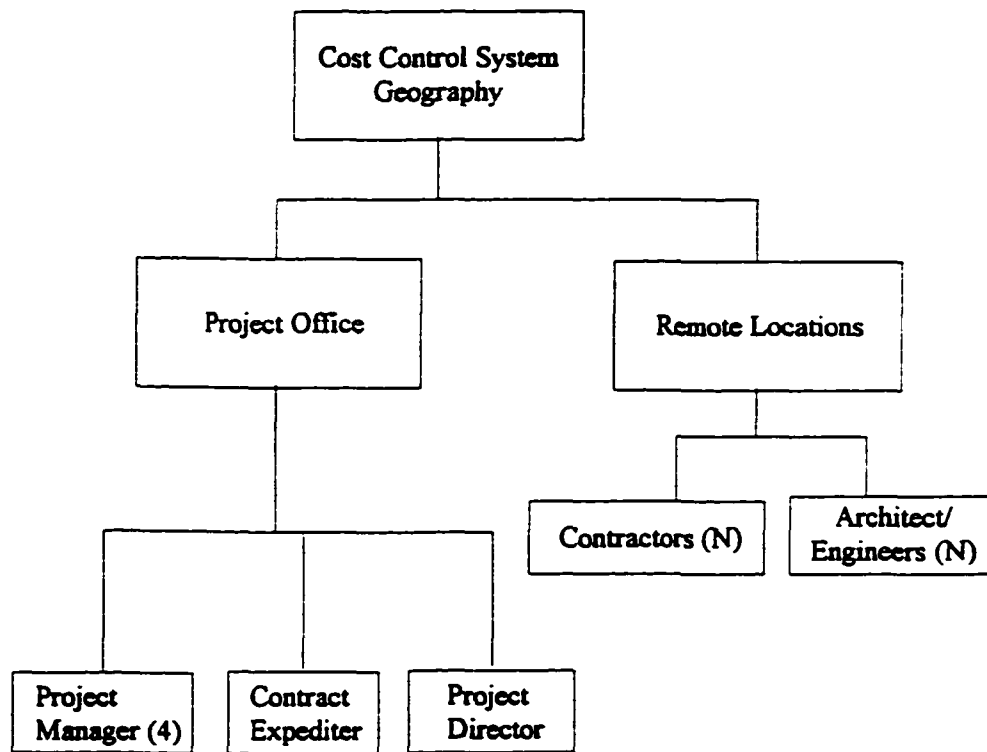 Cost Control System
Geography
Project Office
Remote Locations
Contractors (N)
Architect/
Engineers (N)
Project
Manager (4)
Contract
Expediter
Project
Director